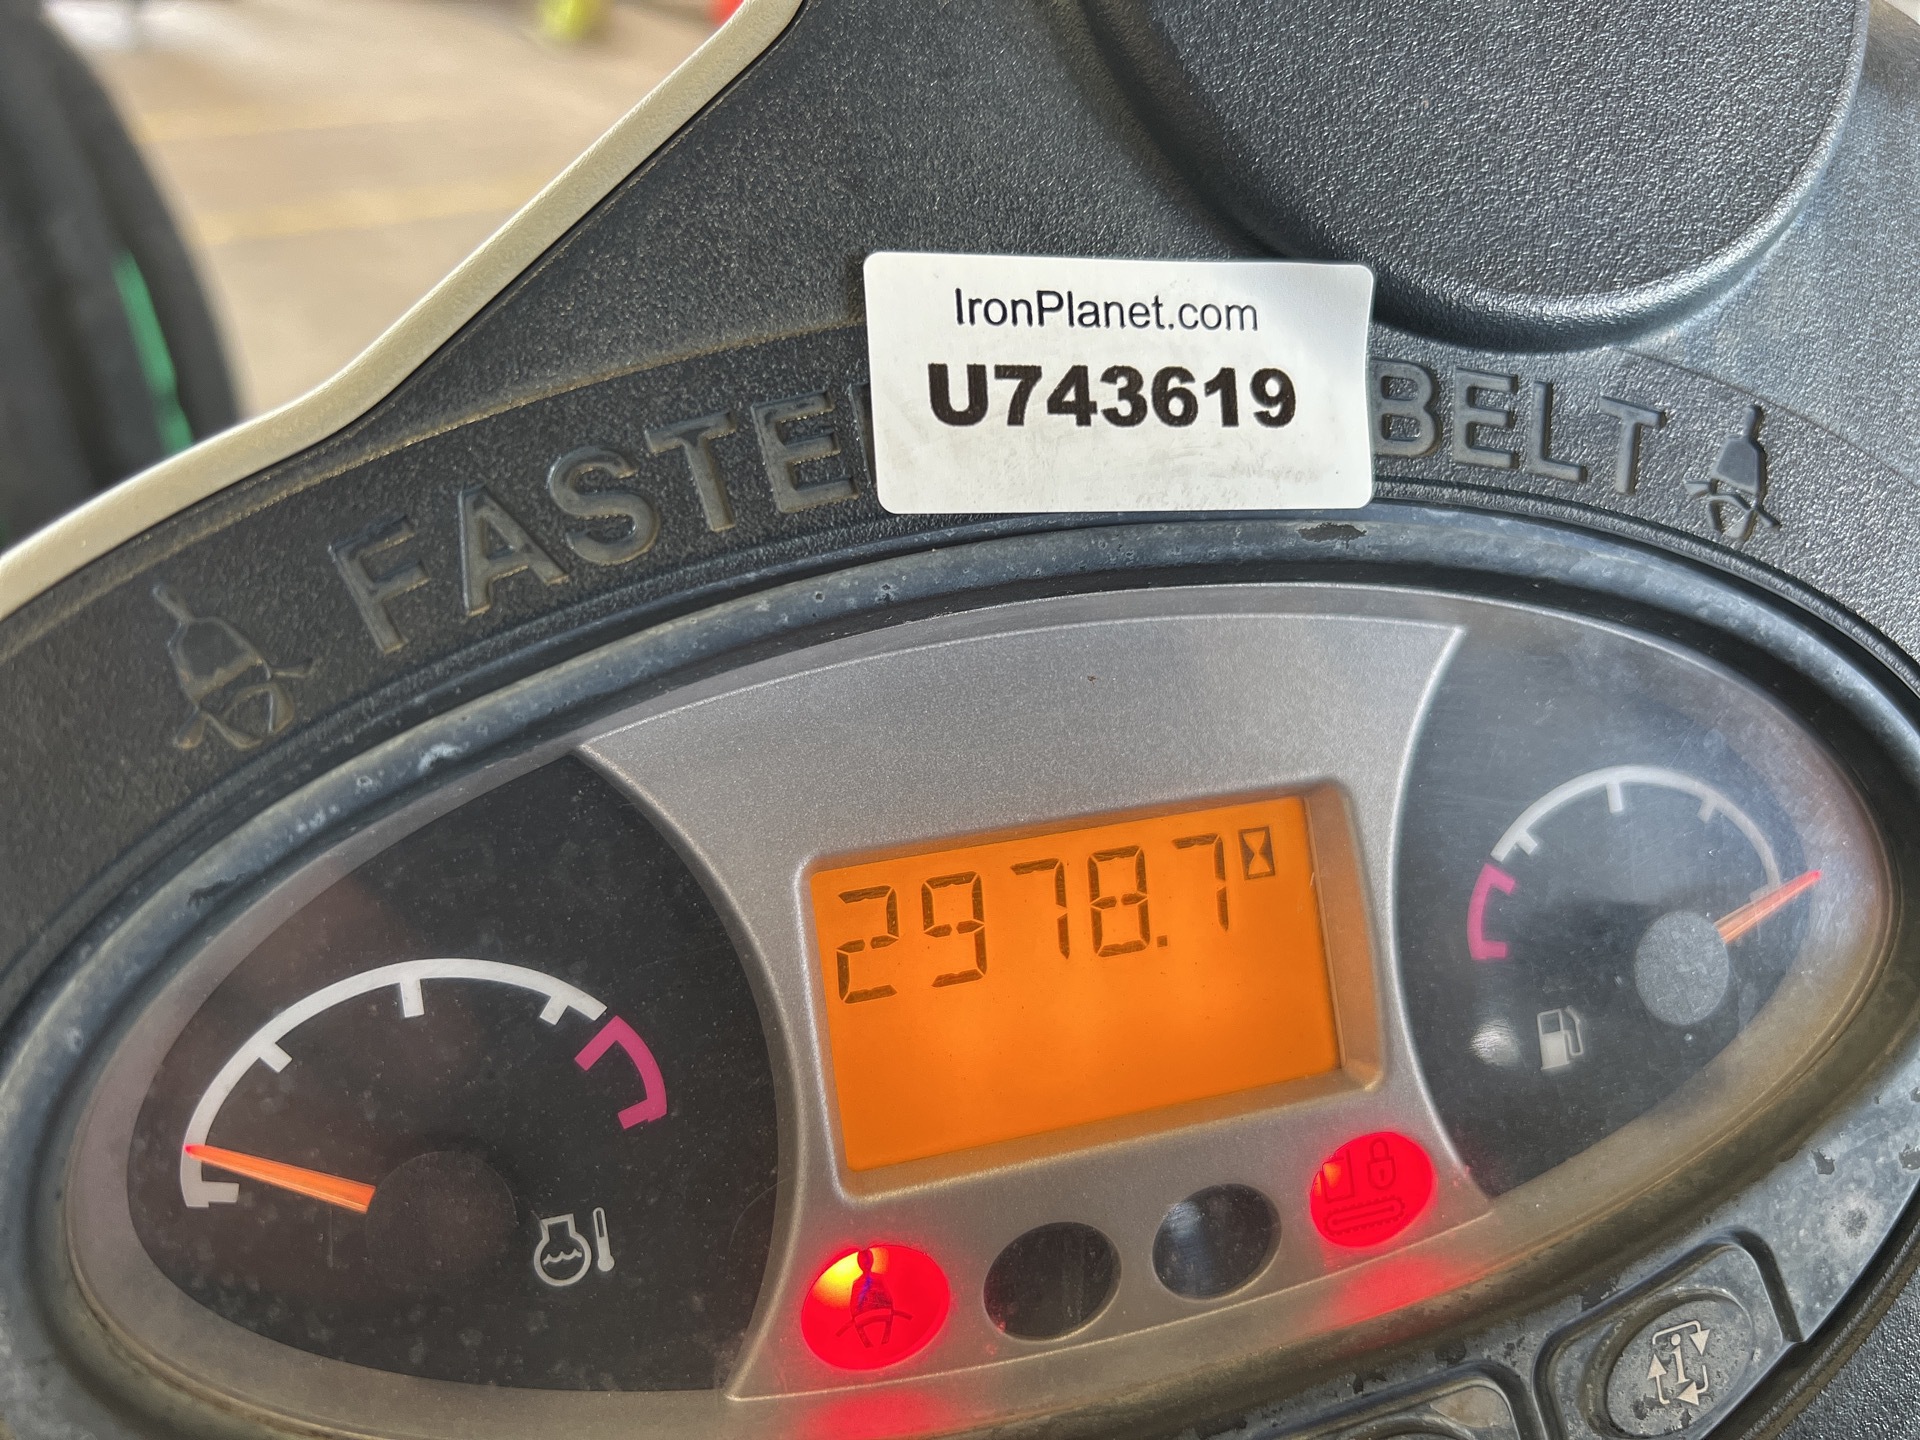 IronPlanet.com
U743619
FASTE BELT
2978.7